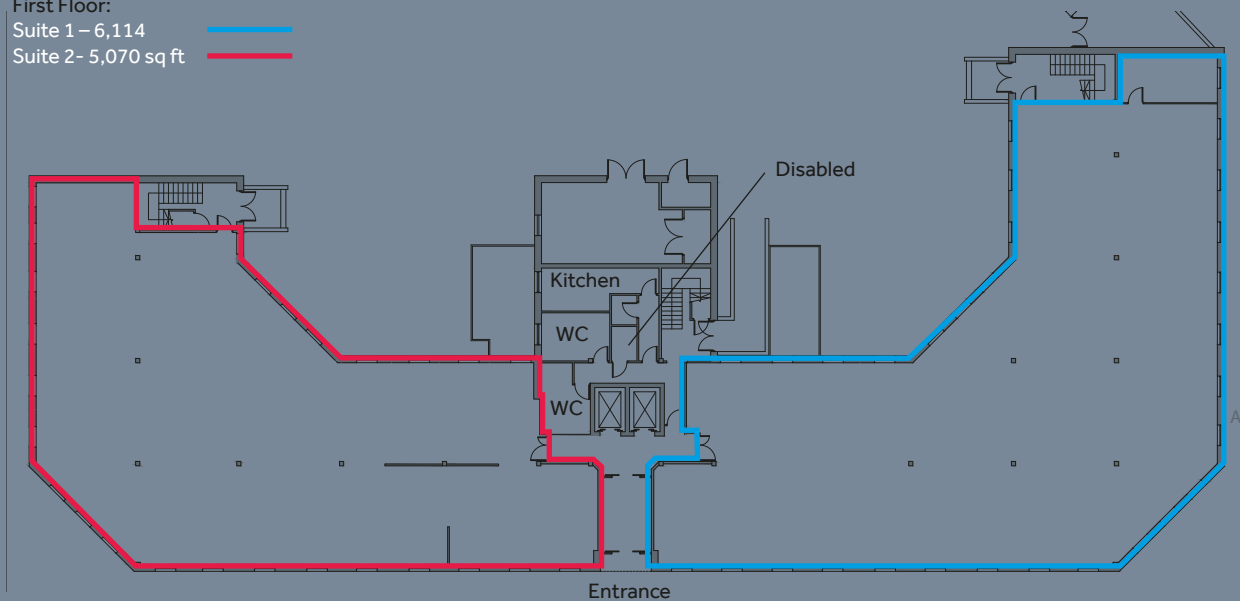 First Floor:
Suite 1 – 6,114
Suite 2- 5,070 sq ft
Disabled
Kitchen
WC
WC
A
Entrance